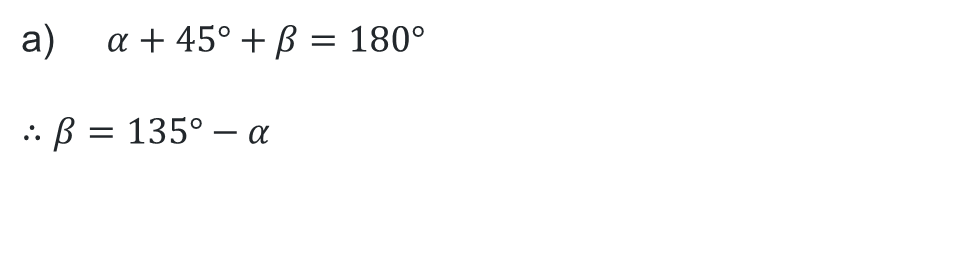 a) α + 45° + β = 180°
∴ β = 135° − α